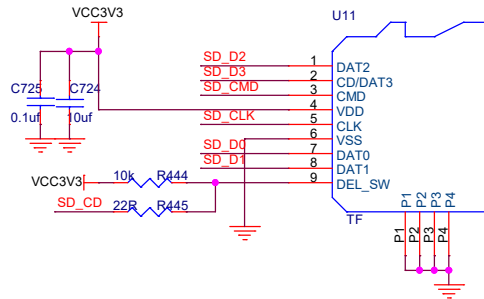 VCC3V3
U11
SD_D2 1 DAT2
SD_D3 2 CD/DAT3
SD_CMD 3 CMD
C725 C724 4 VDD
0.1uf 10uf SD_CLK 5 CLK
6 VSS
SD_D0 7 DAT0
SD_D1 8 DAT1
VCC3V3 10k R444 9 DEL_SW
SD_CD 22R R445
P1 P2 P3 P4
TF
P1 P2 P3 P4